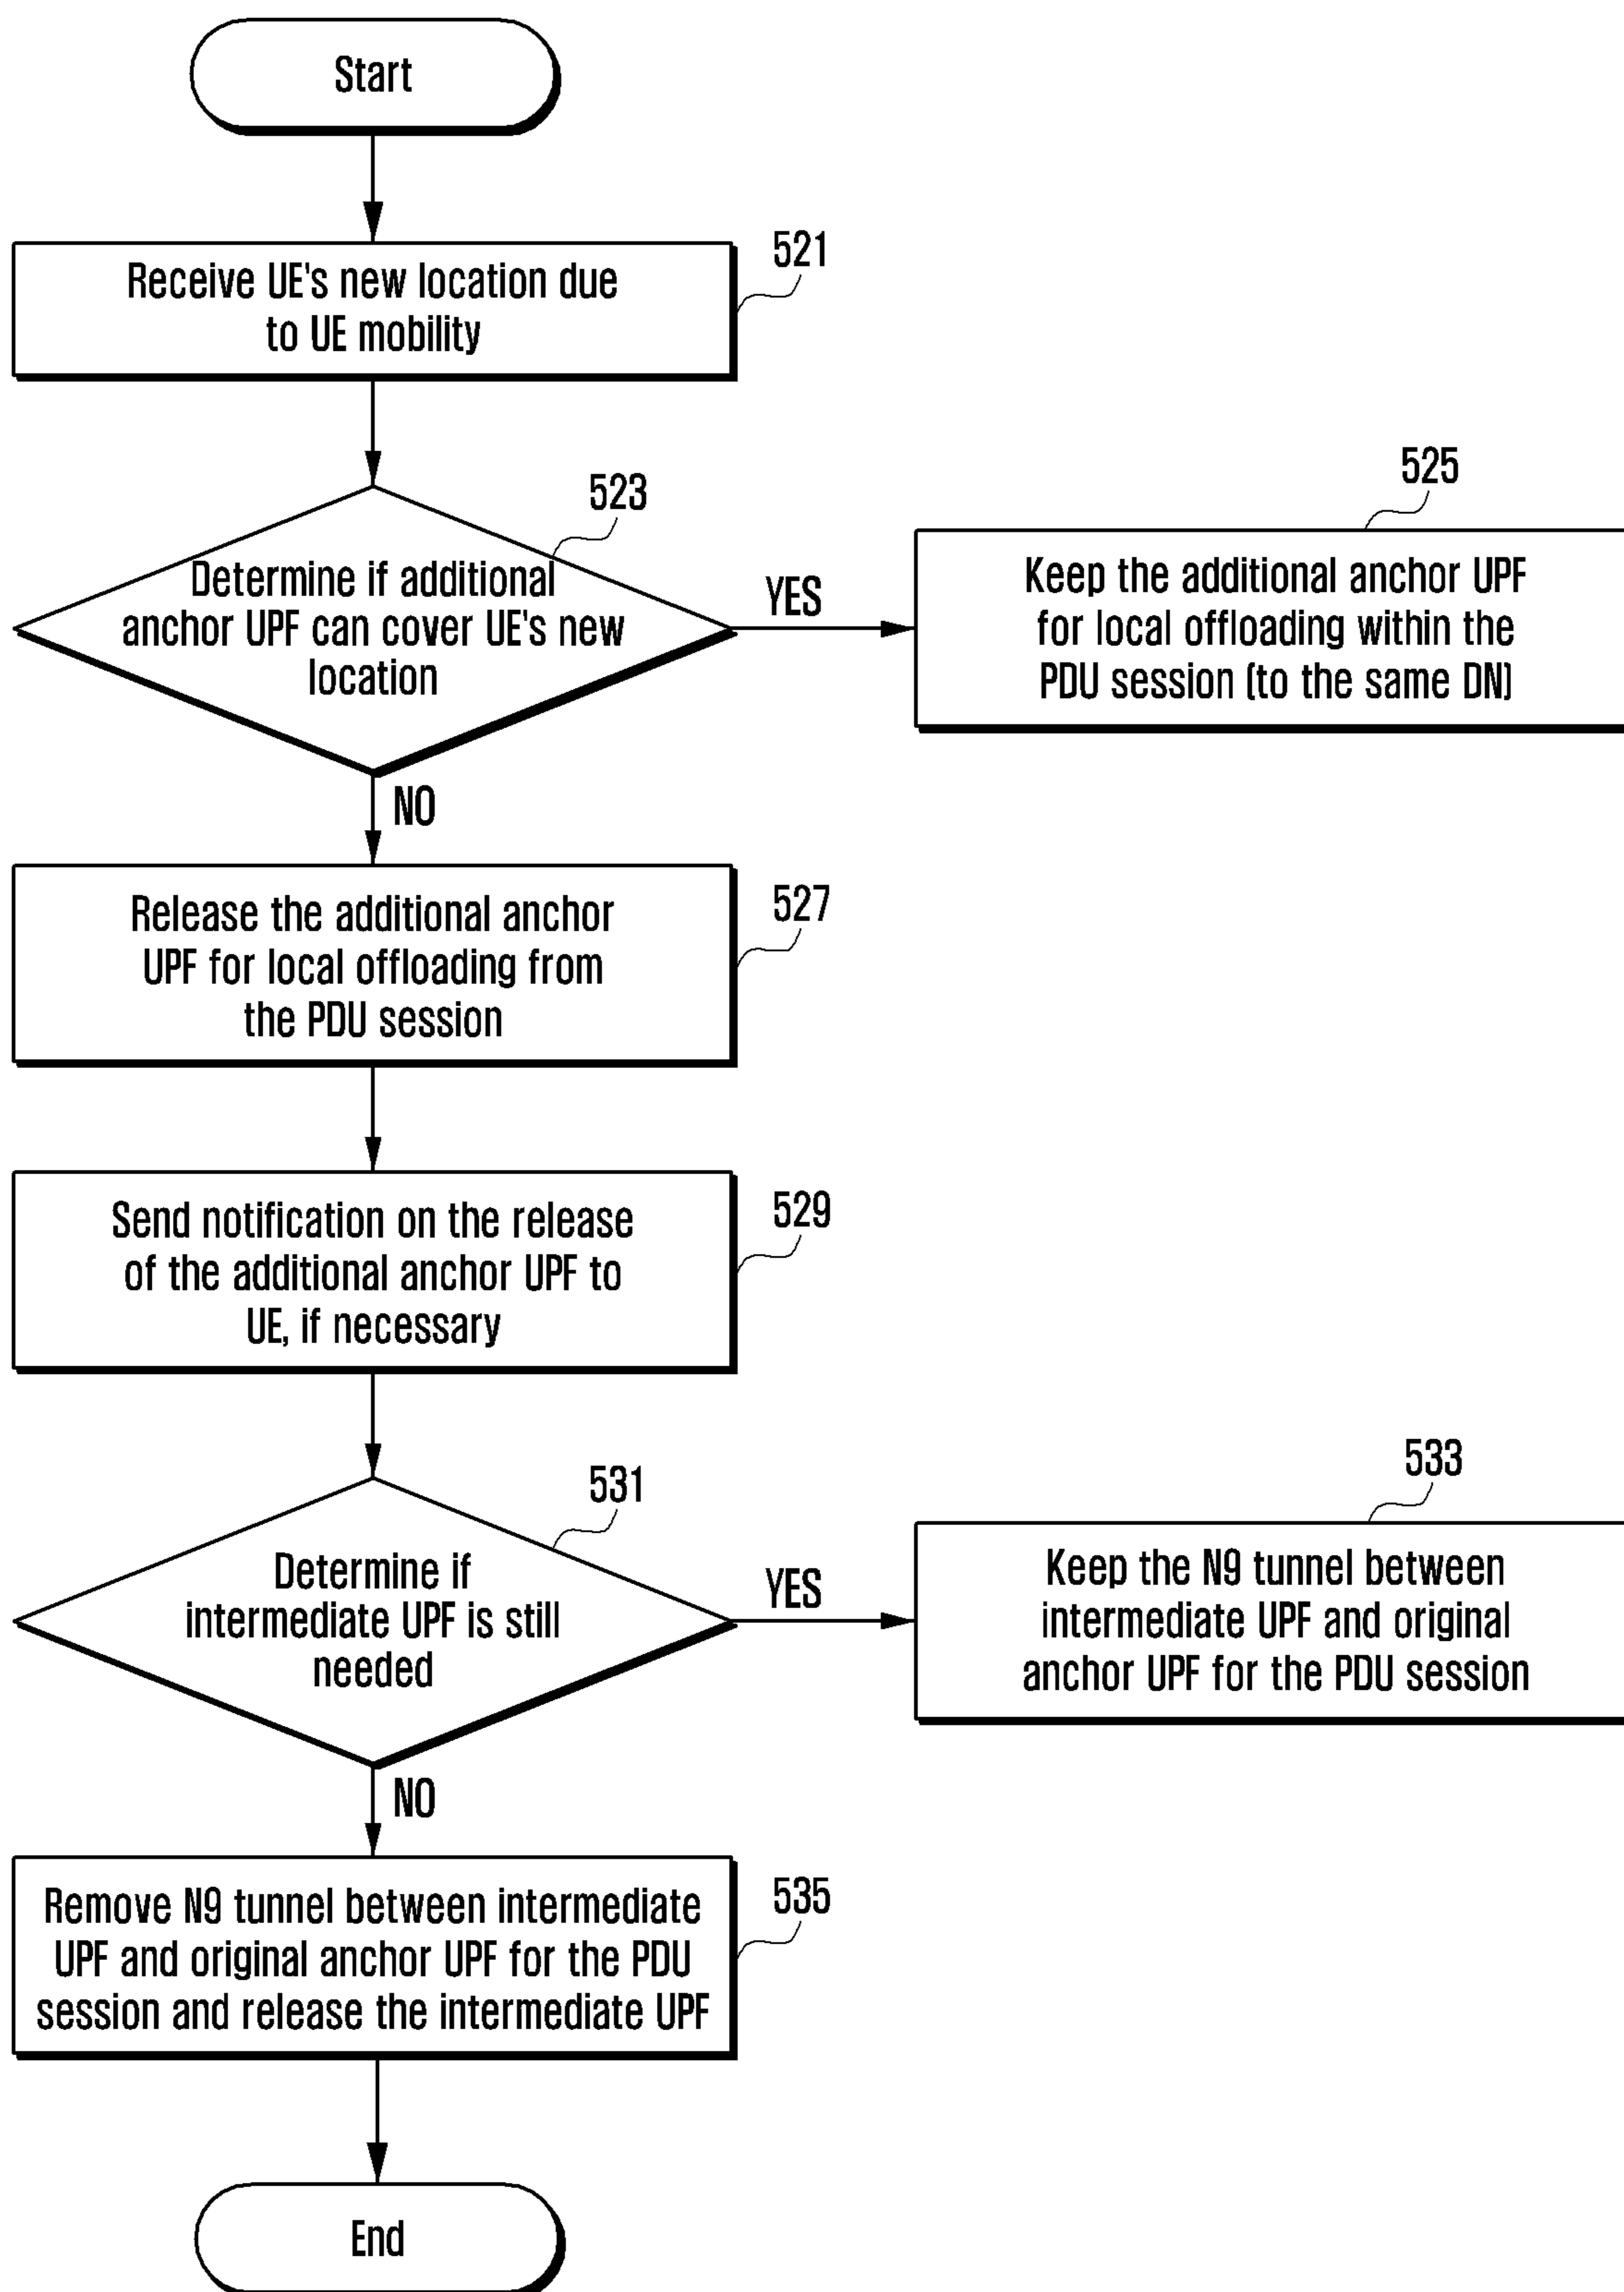 Start
521
Receive UE's new location due
to UE mobility
523
Determine if additional
anchor UPF can cover UE's new
location
YES
525
Keep the additional anchor UPF
for local offloading within the
PDU session (to the same DN)
NO
527
Release the additional anchor
UPF for local offloading from
the PDU session
529
Send notification on the release
of the additional anchor UPF to
UE, if necessary
531
Determine if
intermediate UPF is still
needed
YES
533
Keep the N9 tunnel between
intermediate UPF and original
anchor UPF for the PDU session
NO
535
Remove N9 tunnel between intermediate
UPF and original anchor UPF for the PDU
session and release the intermediate UPF
End